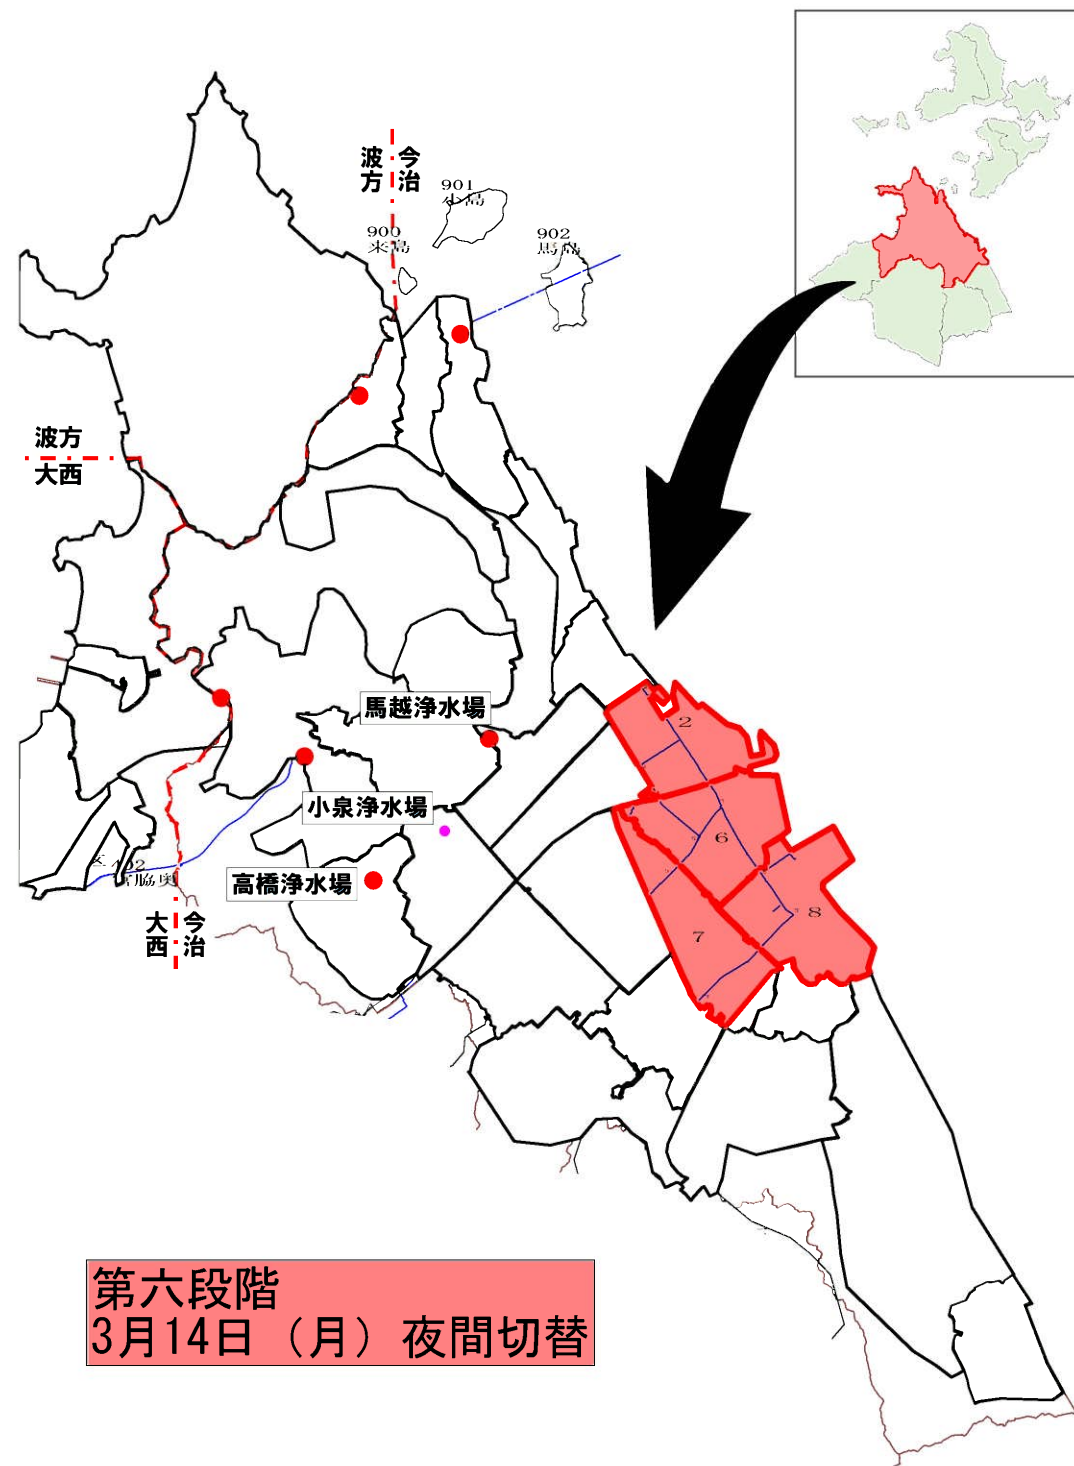 波方
今治
901
小島
900
来島
902
馬島
波方
大西
馬越浄水場
小泉浄水場
高橋浄水場
大西
今治
2
6
8
7
第六段階
3月14日（月）夜間切替